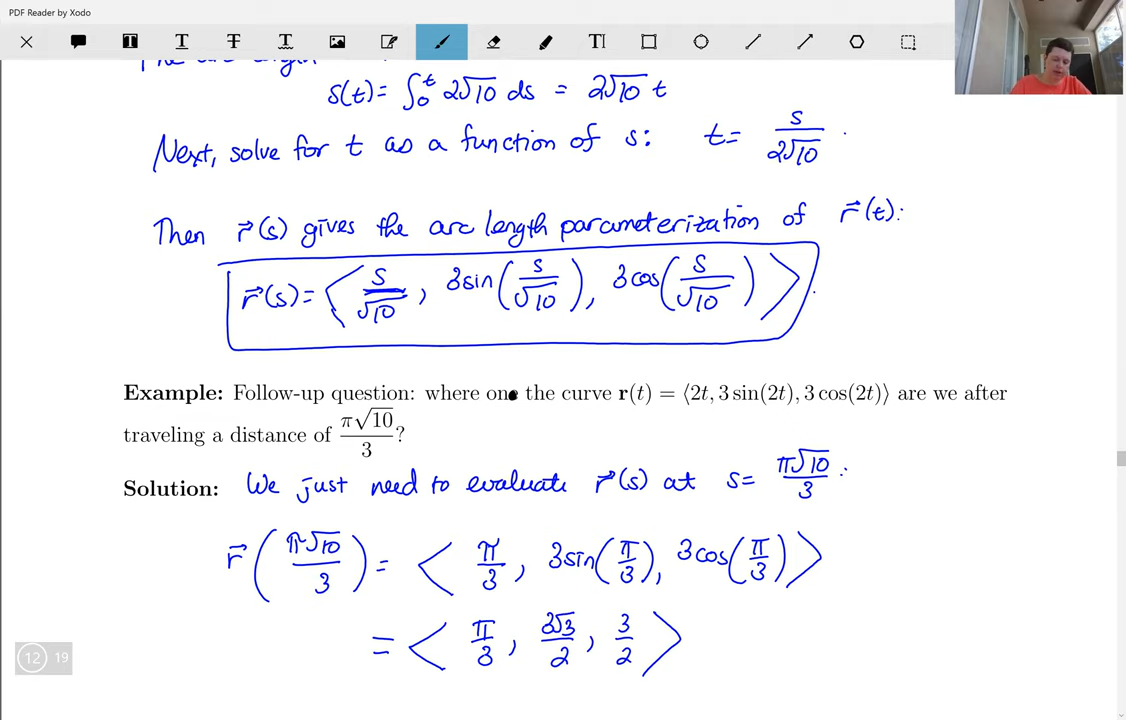 PDF Reader by Xodo
s(t) = ∫₀ᵗ 2√10 ds = 2√10 t
Next, solve for t as a function of s: t = s/(2√10) .
Then r⃗(s) gives the arc length parameterization of r⃗(t):
r⃗(s) = ⟨ s/√10 , 3sin(s/√10), 3cos(s/√10) ⟩.
Example: Follow-up question: where one the curve r(t) = ⟨2t, 3 sin(2t), 3 cos(2t)⟩ are we after
traveling a distance of π√10/3?
Solution: We just need to evaluate r⃗(s) at s = π√10/3 :
r⃗(π√10/3) = ⟨ π/3 , 3sin(π/3), 3cos(π/3) ⟩
= ⟨ π/3 , 3√3/2 , 3/2 ⟩
12 19